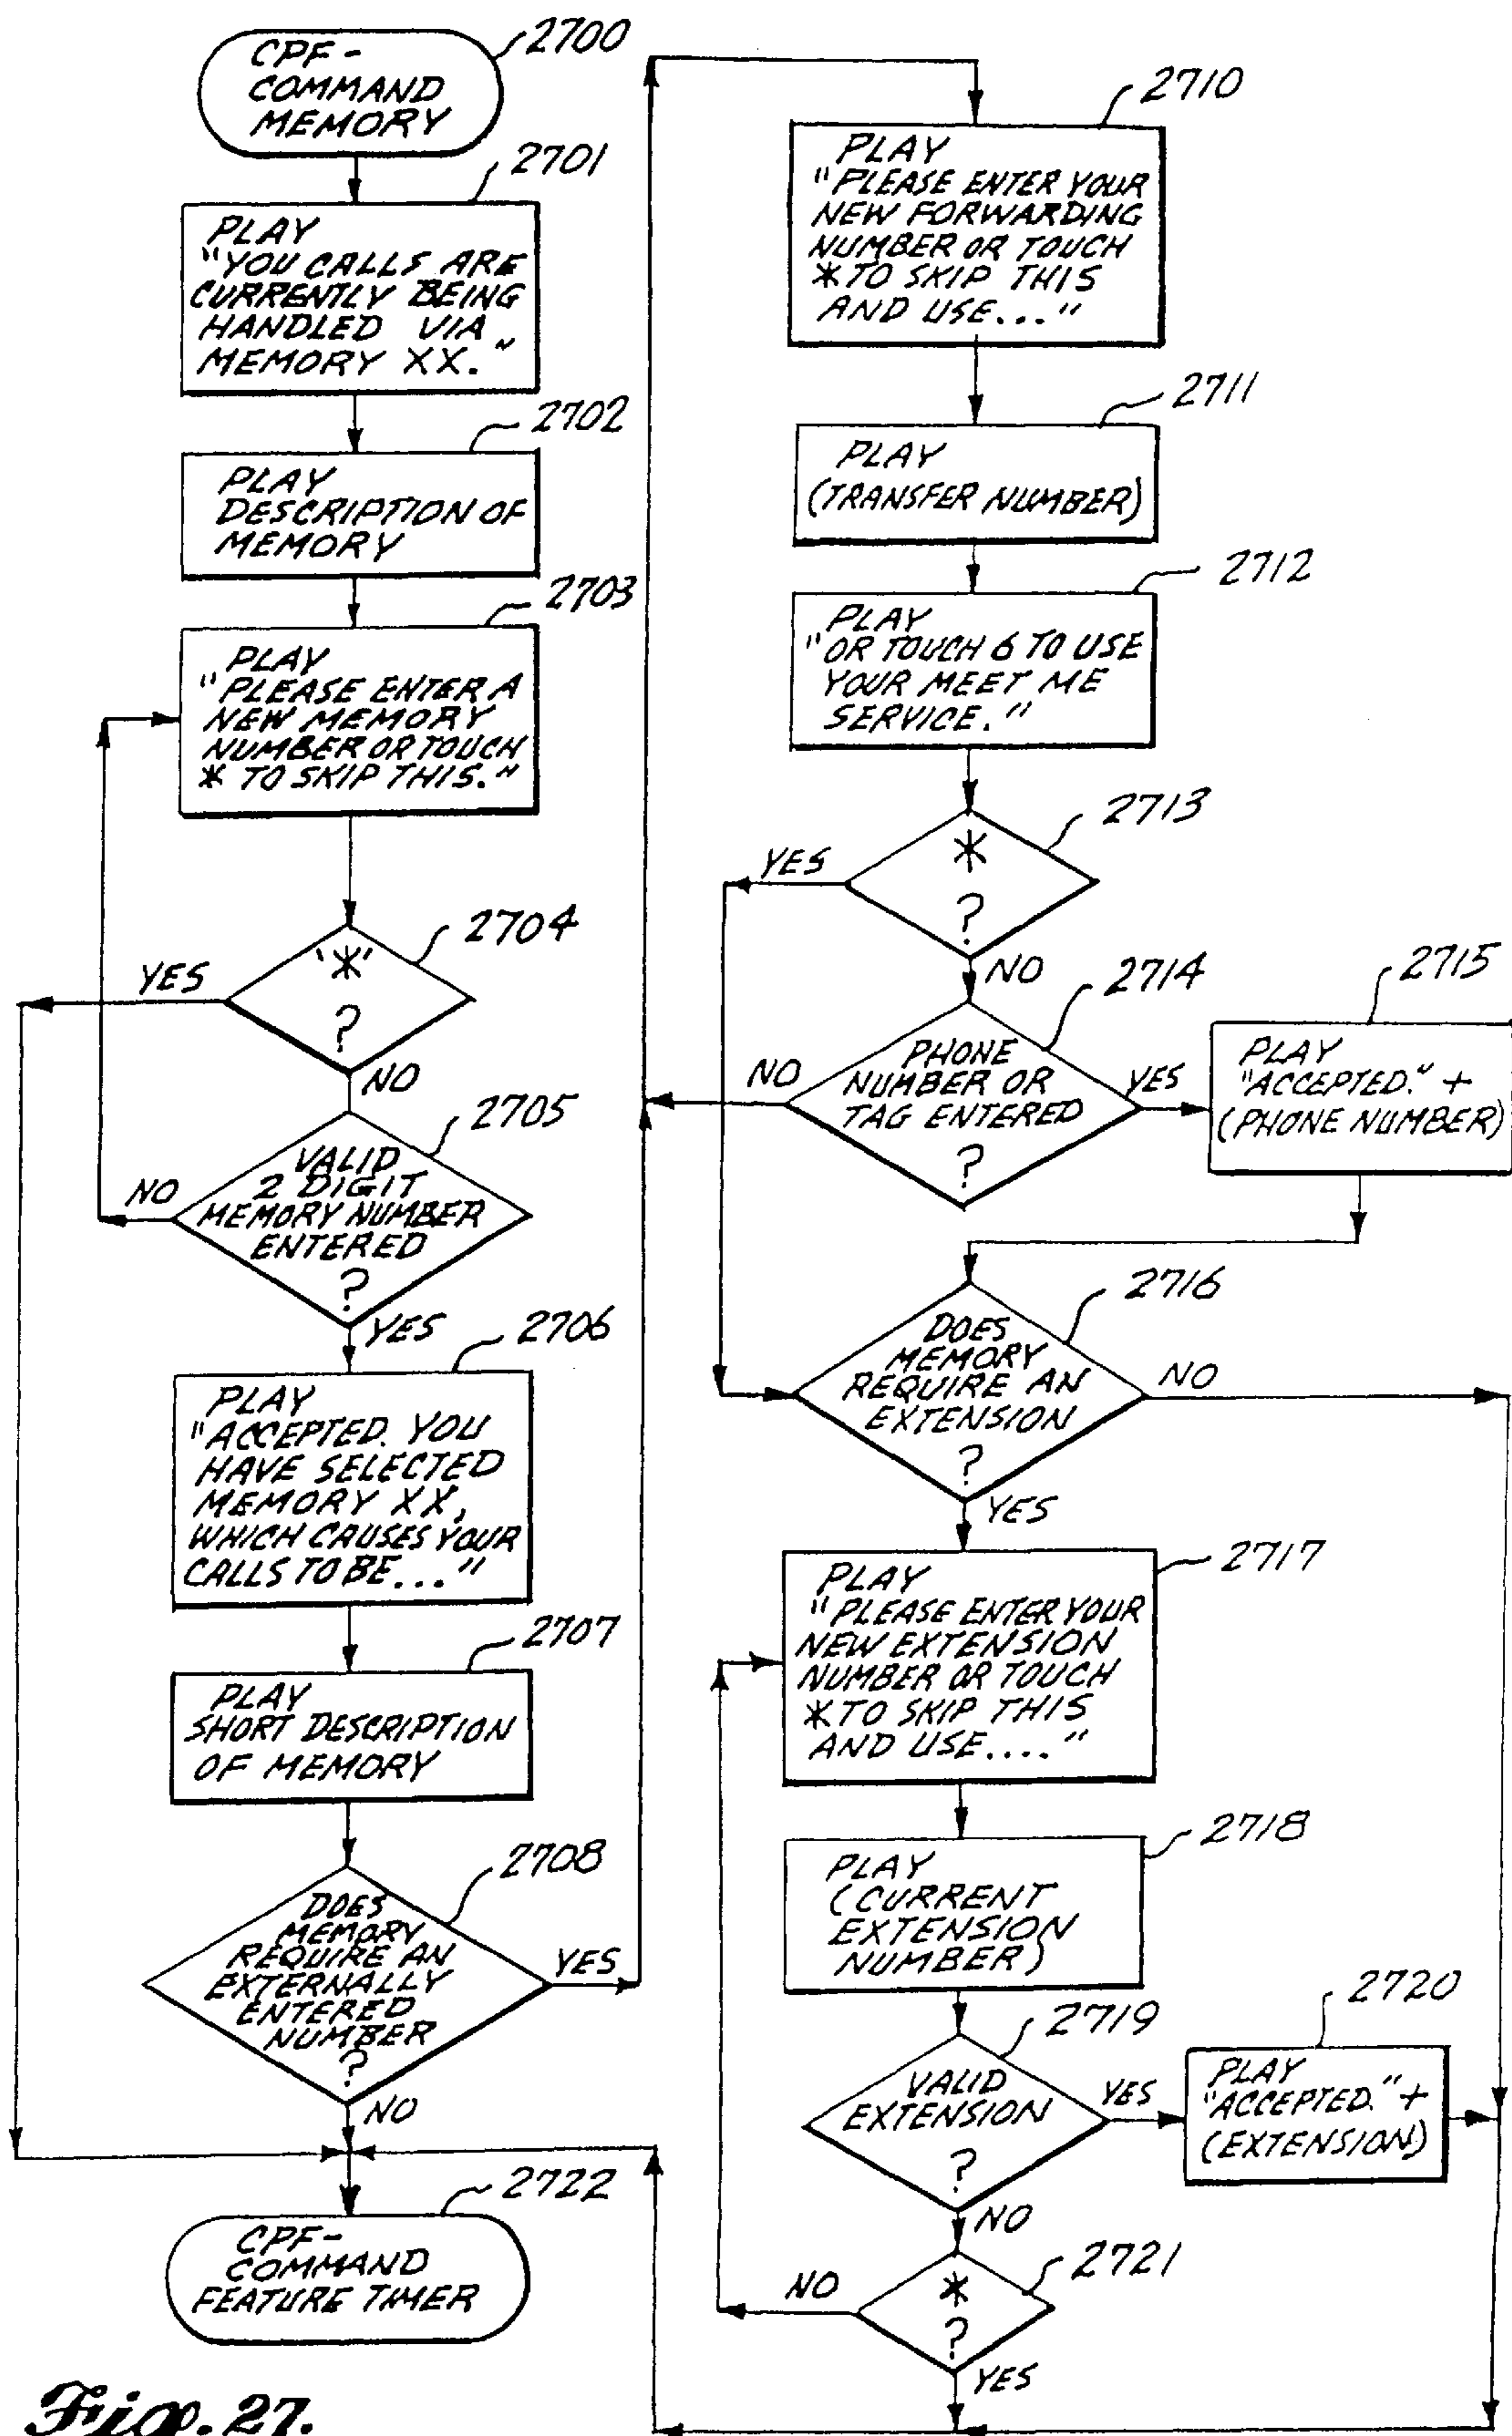 CPF-
COMMAND
MEMORY
2700
2701
PLAY
"YOU CALLS ARE
CURRENTLY BEING
HANDLED VIA
MEMORY XX."
2702
PLAY
DESCRIPTION OF
MEMORY
2703
PLAY
"PLEASE ENTER A
NEW MEMORY
NUMBER OR TOUCH
* TO SKIP THIS."
2704
'*'
?
YES
NO
2705
VALID
2 DIGIT
MEMORY NUMBER
ENTERED
?
NO
YES
2706
PLAY
"ACCEPTED. YOU
HAVE SELECTED
MEMORY XX,
WHICH CAUSES YOUR
CALLS TO BE..."
2707
PLAY
SHORT DESCRIPTION
OF MEMORY
2708
DOES
MEMORY
REQUIRE AN
EXTERNALLY
ENTERED
NUMBER
?
YES
NO
2722
CPF-
COMMAND
FEATURE TIMER
2710
PLAY
"PLEASE ENTER YOUR
NEW FORWARDING
NUMBER OR TOUCH
* TO SKIP THIS
AND USE..."
2711
PLAY
(TRANSFER NUMBER)
2712
PLAY
"OR TOUCH 6 TO USE
YOUR MEET ME
SERVICE."
2713
*
?
YES
NO
2714
PHONE
NUMBER OR
TAG ENTERED
?
NO
YES
2715
PLAY
"ACCEPTED." +
(PHONE NUMBER)
2716
DOES
MEMORY
REQUIRE AN
EXTENSION
?
NO
YES
2717
PLAY
"PLEASE ENTER YOUR
NEW EXTENSION
NUMBER OR TOUCH
* TO SKIP THIS
AND USE...."
2718
PLAY
(CURRENT
EXTENSION
NUMBER)
2719
VALID
EXTENSION
?
YES
NO
2720
PLAY
"ACCEPTED." +
(EXTENSION)
2721
*
?
NO
YES
Fig. 27.